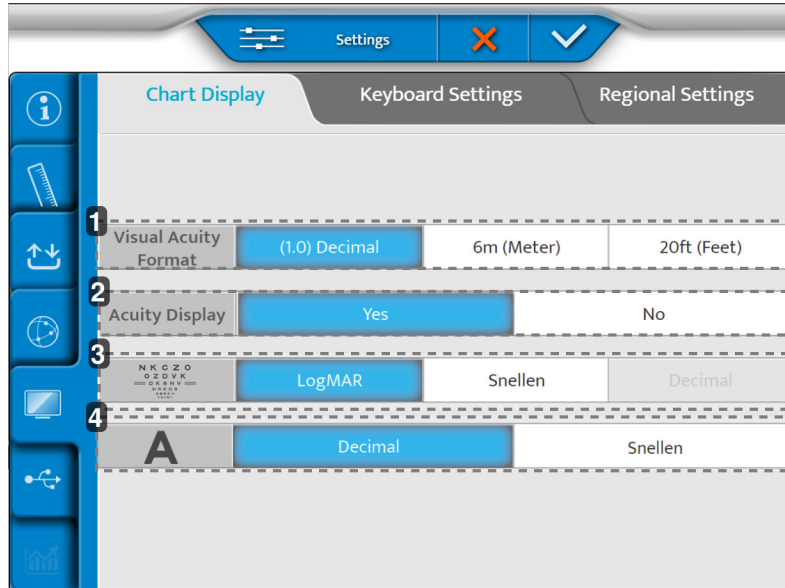 Settings
Chart Display Keyboard Settings Regional Settings
1
Visual Acuity Format (1.0) Decimal 6m (Meter) 20ft (Feet)
2
Acuity Display Yes No
3
N K C Z O
O Z D V K
LogMAR Snellen Decimal
4
A Decimal Snellen